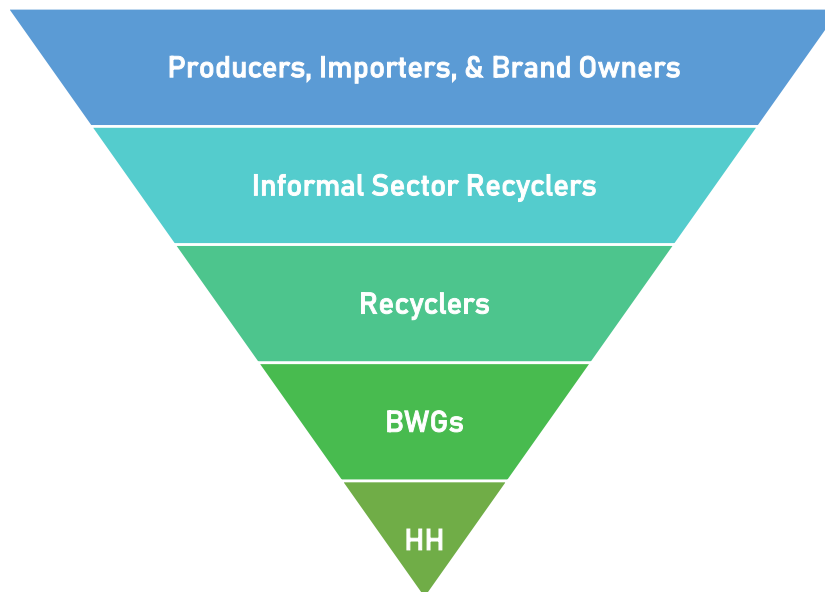 Producers, Importers, & Brand Owners
Informal Sector Recyclers
Recyclers
BWGs
HH